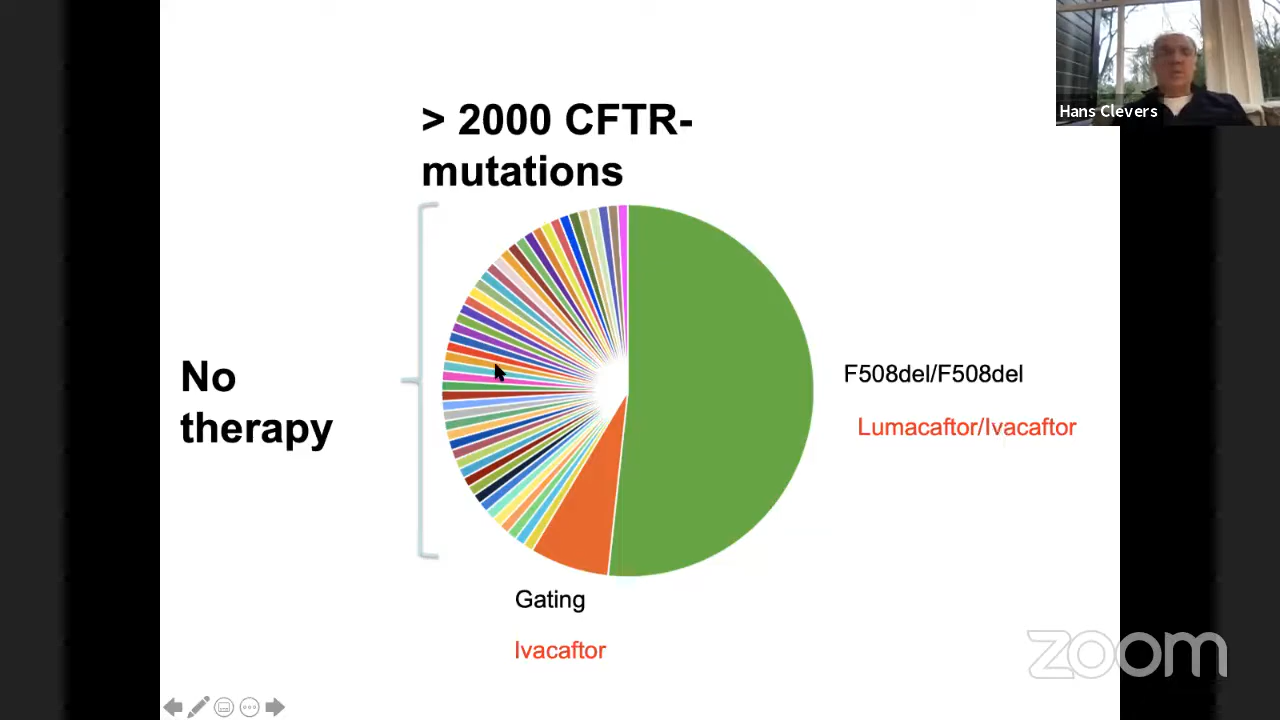 Hans Clevers
> 2000 CFTR-
mutations
No
therapy
F508del/F508del
Lumacaftor/Ivacaftor
Gating
Ivacaftor
zoom